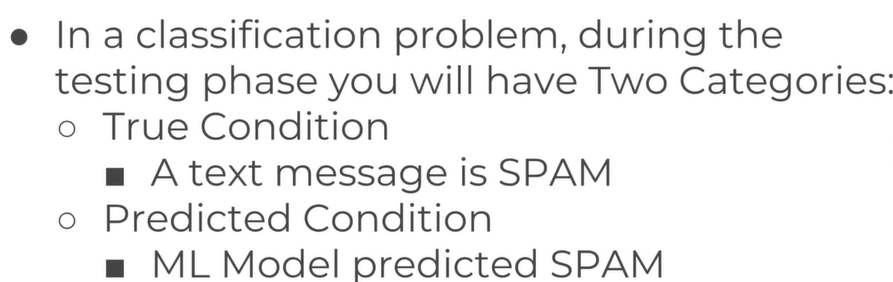 ● In a classification problem, during the
testing phase you will have Two Categories:
○ True Condition
■ A text message is SPAM
○ Predicted Condition
■ ML Model predicted SPAM